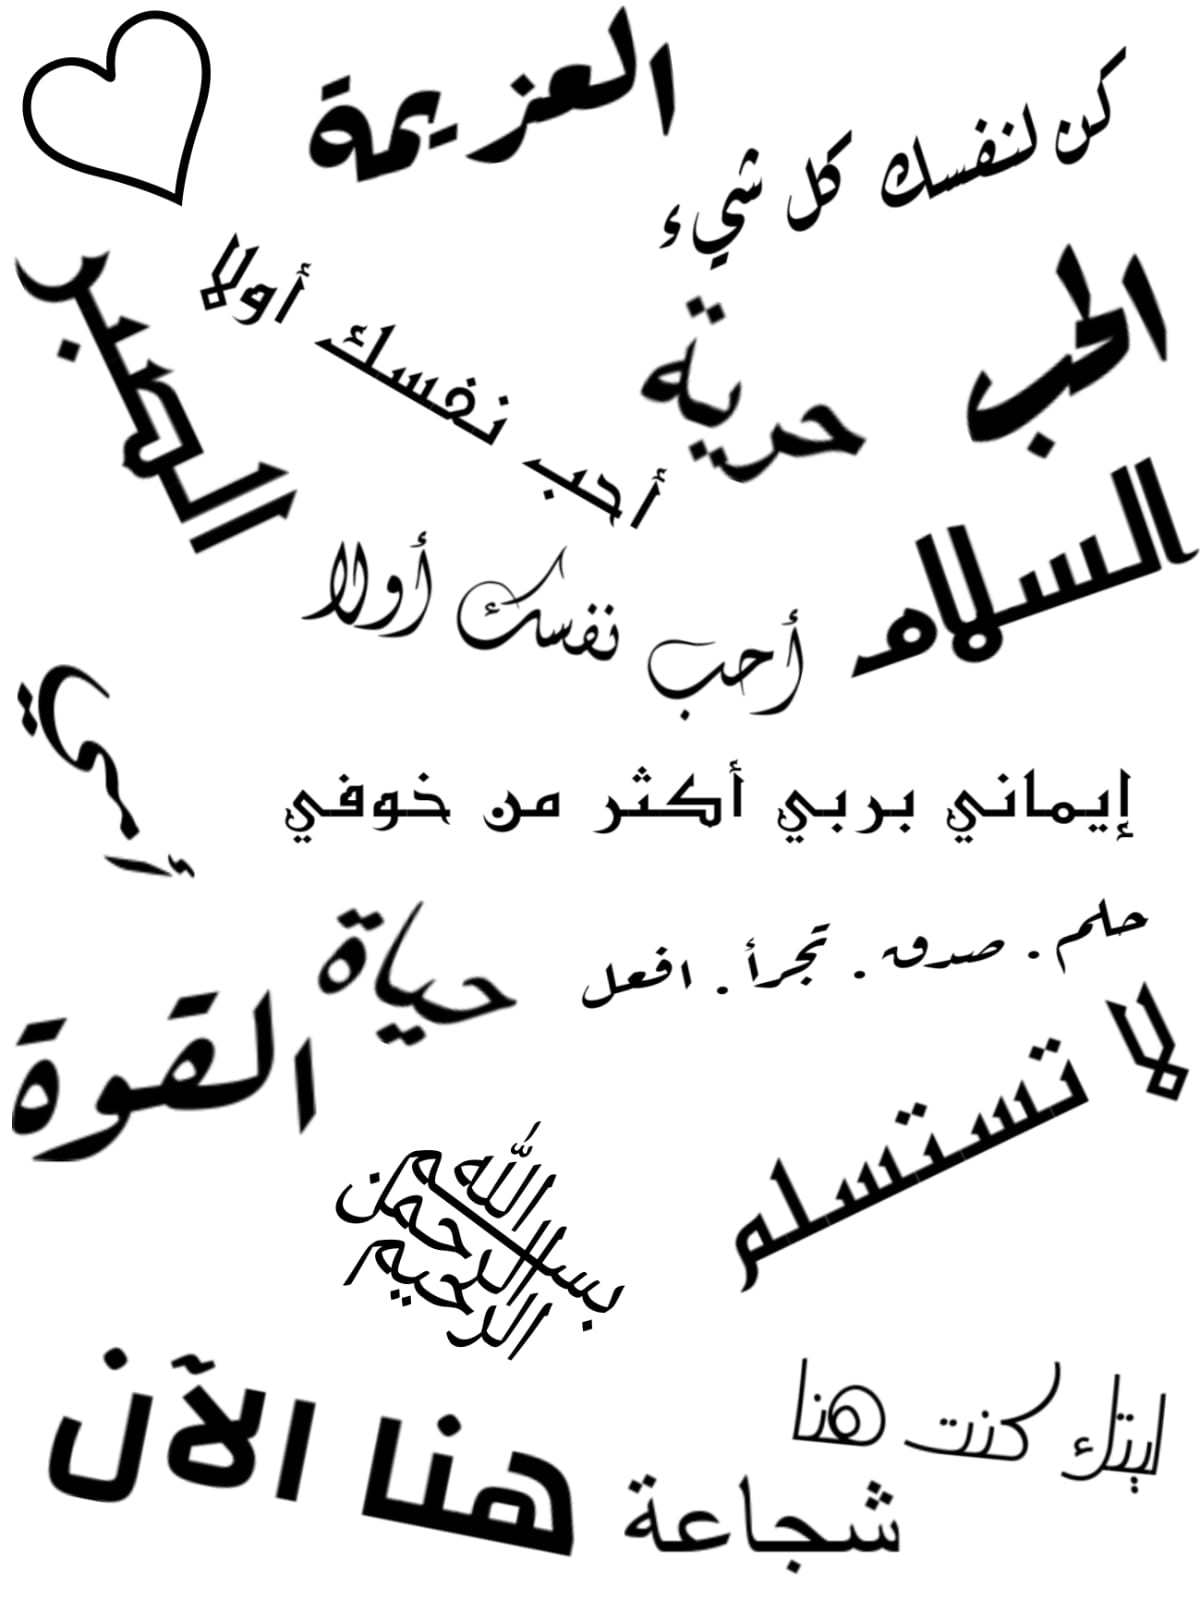 العزيمة
كن لنفسك كل شيء
أحب نفسك أولا
الصبر
حرية
الحب
السلام
أحب نفسك أولا
أمي
إيماني بربي أكثر من خوفي
حلم . صدق . تجرأ . افعل
حياة
القوة
لا تستسلم
بسم الله
الرحمن
الرحيم
ليتك كنت هنا
هنا الآن
شجاعة